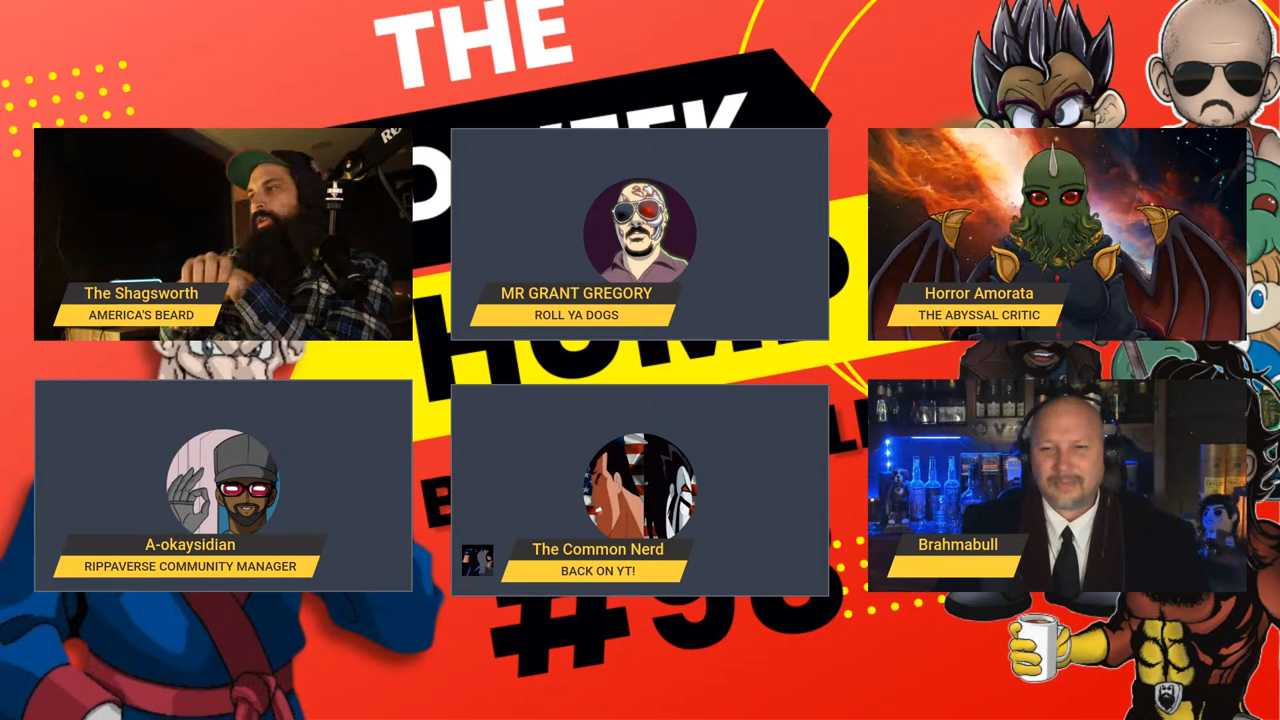 THE
The Shagsworth
AMERICA'S BEARD
MR GRANT GREGORY
ROLL YA DOGS
Horror Amorata
THE ABYSSAL CRITIC
A-okaysidian
RIPPAVERSE COMMUNITY MANAGER
The Common Nerd
BACK ON YT!
Brahmabull